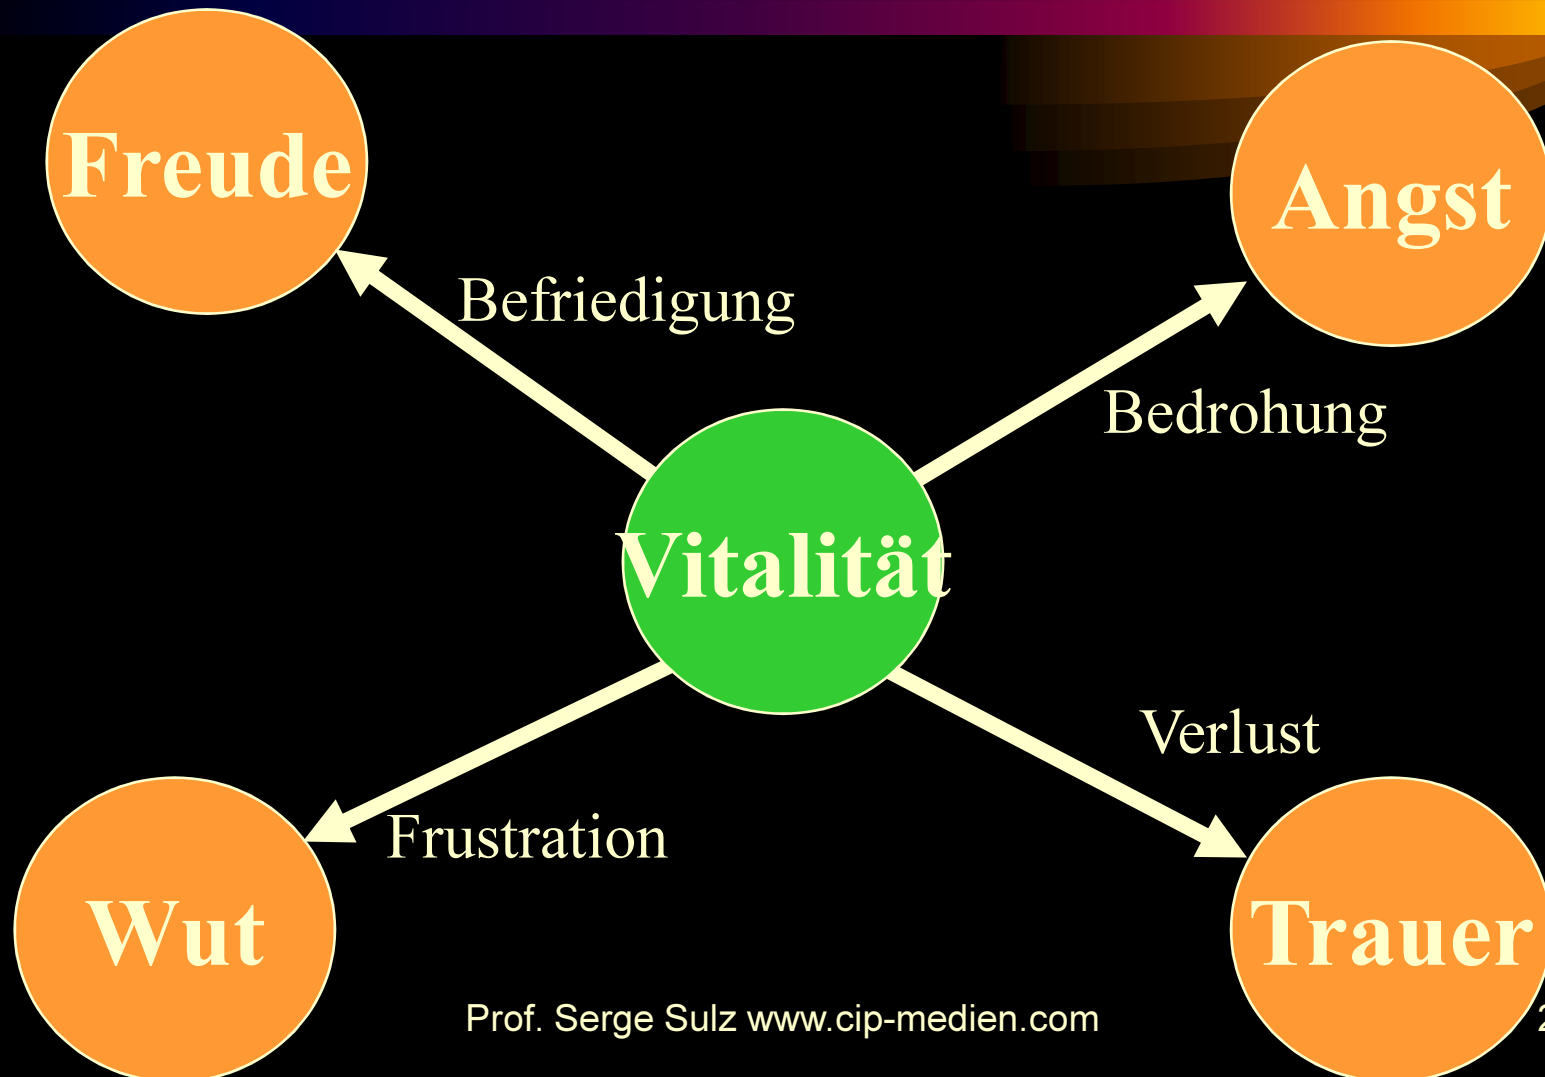 Freude
Angst
Befriedigung
Bedrohung
Vitalität
Verlust
Frustration
Wut
Trauer
Prof. Serge Sulz www.cip-medien.com